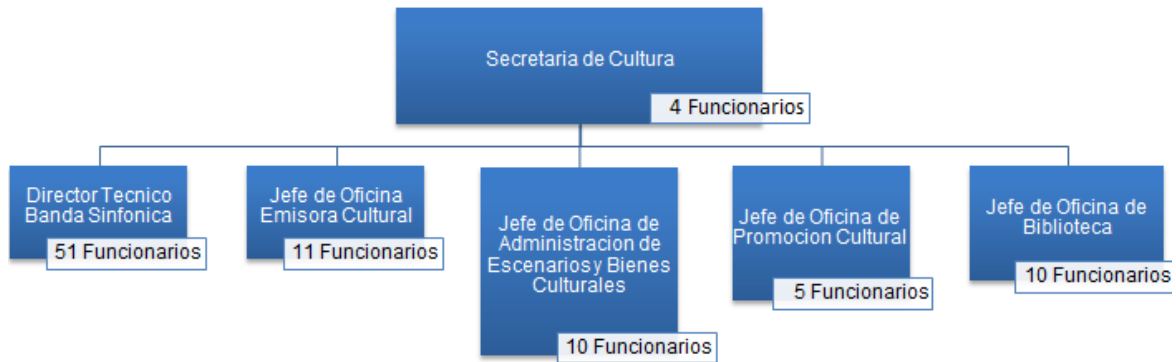 Secretaria de Cultura
4 Funcionarios
Director Tecnico
Banda Sinfonica
51 Funcionarios
Jefe de Oficina
Emisora Cultural
11 Funcionarios
Jefe de Oficina de
Administracion de
Escenarios y Bienes
Culturales
10 Funcionarios
Jefe de Oficina de
Promocion Cultural
5 Funcionarios
Jefe de Oficina de
Biblioteca
10 Funcionarios